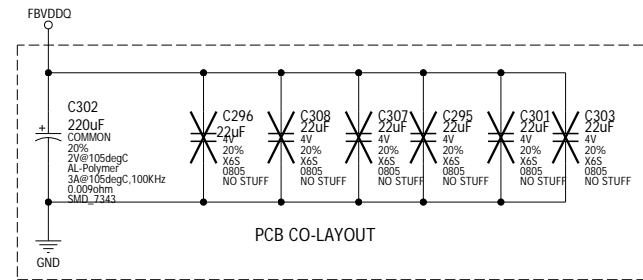 FBVDDQ
C302
220uF
COMMON
20%
2V@105degC
AL-Polymer
3A@105degC,100KHz
0.009ohm
SMD_7343
C296
22uF
4V
20%
X6S
0805
NO STUFF
C308
22uF
4V
20%
X6S
0805
NO STUFF
C307
22uF
4V
20%
X6S
0805
NO STUFF
C295
22uF
4V
20%
X6S
0805
NO STUFF
C301
22uF
4V
20%
X6S
0805
NO STUFF
C303
22uF
4V
20%
X6S
0805
NO STUFF
+
GND
PCB CO-LAYOUT